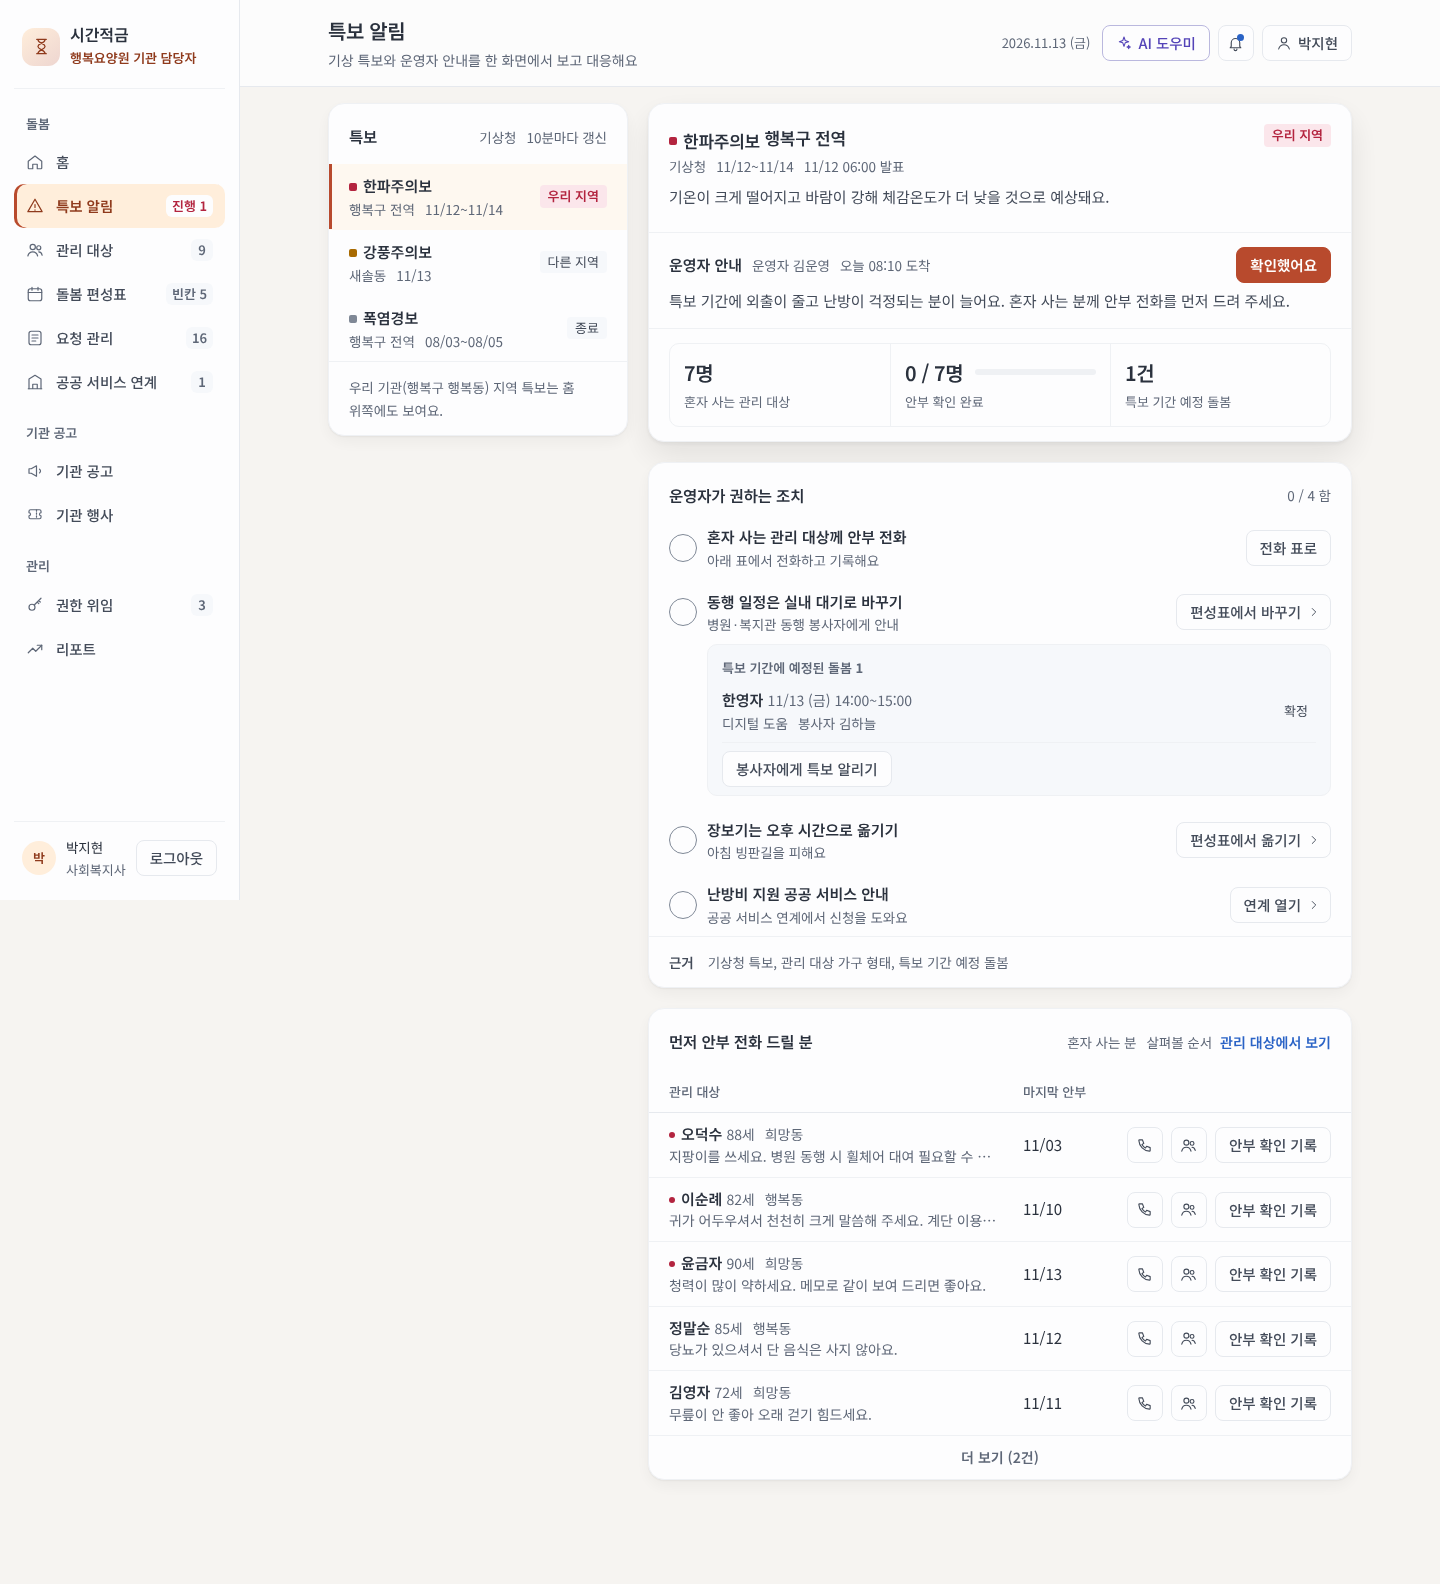 시간적금
행복요양원 기관 담당자
돌봄
홈
특보 알림 진행 1
관리 대상 9
돌봄 편성표 빈칸 5
요청 관리 16
공공 서비스 연계 1
기관 공고
기관 공고
기관 행사
관리
권한 위임 3
리포트
박 박지현
사회복지사
로그아웃
특보 알림
기상 특보와 운영자 안내를 한 화면에서 보고 대응해요
2026.11.13 (금) AI 도우미 박지현
특보 기상청 10분마다 갱신
한파주의보
행복구 전역 11/12~11/14
우리 지역
강풍주의보
새솔동 11/13
다른 지역
폭염경보
행복구 전역 08/03~08/05
종료
우리 기관(행복구 행복동) 지역 특보는 홈
위쪽에도 보여요.
한파주의보 행복구 전역 우리 지역
기상청 11/12~11/14 11/12 06:00 발표
기온이 크게 떨어지고 바람이 강해 체감온도가 더 낮을 것으로 예상돼요.
운영자 안내 운영자 김운영 오늘 08:10 도착 확인했어요
특보 기간에 외출이 줄고 난방이 걱정되는 분이 늘어요. 혼자 사는 분께 안부 전화를 먼저 드려 주세요.
7명
혼자 사는 관리 대상
0 / 7명
안부 확인 완료
1건
특보 기간 예정 돌봄
운영자가 권하는 조치 0 / 4 함
혼자 사는 관리 대상께 안부 전화
아래 표에서 전화하고 기록해요
전화 표로
동행 일정은 실내 대기로 바꾸기
병원·복지관 동행 봉사자에게 안내
편성표에서 바꾸기
특보 기간에 예정된 돌봄 1
한영자 11/13 (금) 14:00~15:00
디지털 도움 봉사자 김하늘
확정
봉사자에게 특보 알리기
장보기는 오후 시간으로 옮기기
아침 빙판길을 피해요
편성표에서 옮기기
난방비 지원 공공 서비스 안내
공공 서비스 연계에서 신청을 도와요
연계 열기
근거 기상청 특보, 관리 대상 가구 형태, 특보 기간 예정 돌봄
먼저 안부 전화 드릴 분 혼자 사는 분 살펴볼 순서 관리 대상에서 보기
관리 대상 마지막 안부
오덕수 88세 희망동
지팡이를 쓰세요. 병원 동행 시 휠체어 대여 필요할 수 …
11/03 안부 확인 기록
이순례 82세 행복동
귀가 어두우셔서 천천히 크게 말씀해 주세요. 계단 이용…
11/10 안부 확인 기록
윤금자 90세 희망동
청력이 많이 약하세요. 메모로 같이 보여 드리면 좋아요.
11/13 안부 확인 기록
정말순 85세 행복동
당뇨가 있으셔서 단 음식은 사지 않아요.
11/12 안부 확인 기록
김영자 72세 희망동
무릎이 안 좋아 오래 걷기 힘드세요.
11/11 안부 확인 기록
더 보기 (2건)